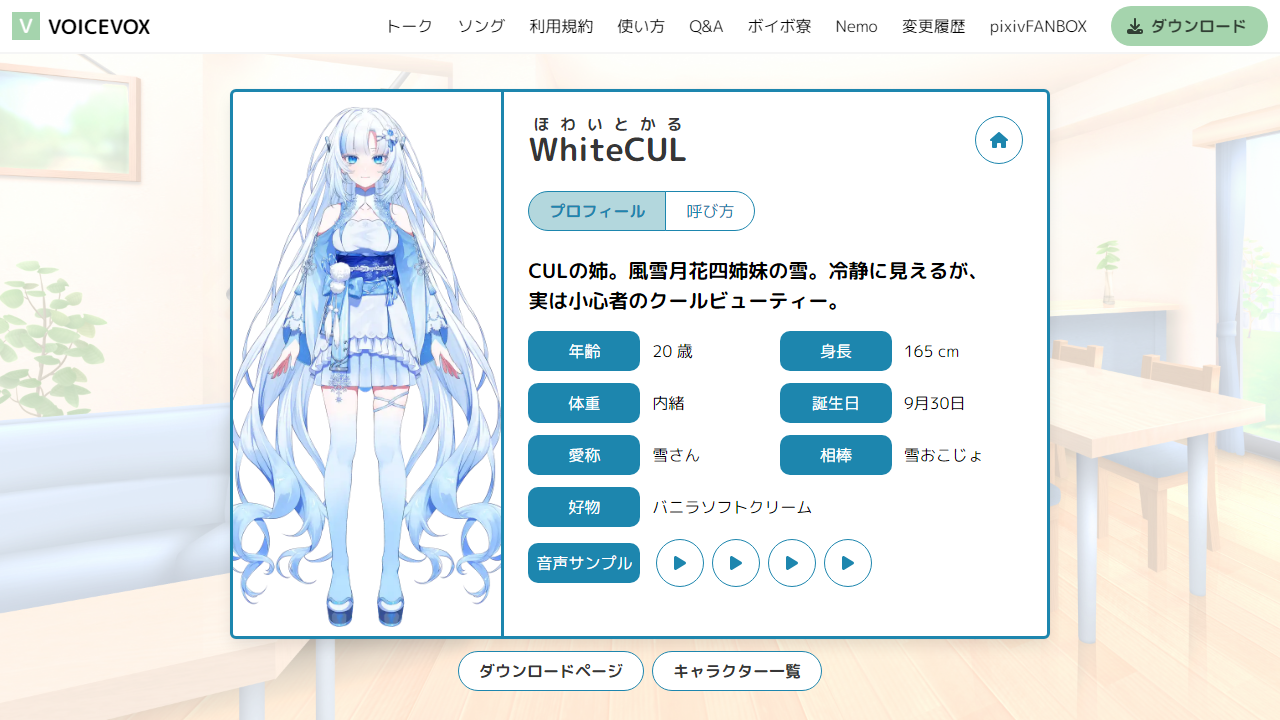 V VOICEVOX
トーク ソング 利用規約 使い方 Q&A ボイボ寮 Nemo 変更履歴 pixivFANBOX ダウンロード
ほわいとかる
WhiteCUL
プロフィール 呼び方
CULの姉。風雪月花四姉妹の雪。冷静に見えるが、
実は小心者のクールビューティー。
年齢 20 歳 身長 165 cm
体重 内緒 誕生日 9月30日
愛称 雪さん 相棒 雪おこじょ
好物 バニラソフトクリーム
音声サンプル
ダウンロードページ キャラクター一覧